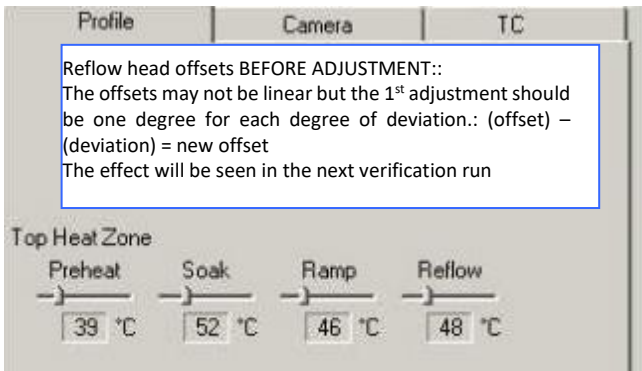 Profile Camera TC
Reflow head offsets BEFORE ADJUSTMENT::
The offsets may not be linear but the 1st adjustment should
be one degree for each degree of deviation.: (offset) –
(deviation) = new offset
The effect will be seen in the next verification run
Top Heat Zone
Preheat Soak Ramp Reflow
39 °C 52 °C 46 °C 48 °C